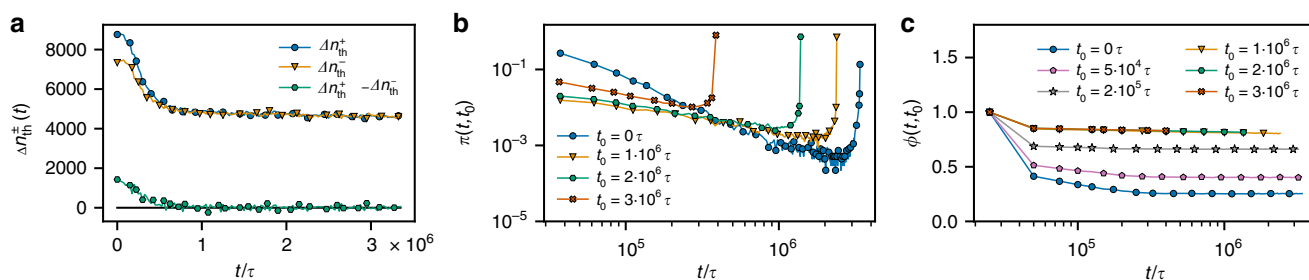 a
8000
6000
4000
2000
0
Δn⁺th (t)±
Δn⁺th
Δn⁻th
Δn⁺th −Δn⁻th
0 1 2 3 × 10⁶
t/τ
b
10⁻¹
10⁻³
10⁻⁵
π(t, t₀)
t₀ = 0 τ
t₀ = 1·10⁶ τ
t₀ = 2·10⁶ τ
t₀ = 3·10⁶ τ
10⁵ 10⁶
t/τ
c
1.5
1.0
0.5
0.0
ϕ(t, t₀)
t₀ = 0 τ t₀ = 1·10⁶ τ
t₀ = 5·10⁴ τ t₀ = 2·10⁶ τ
t₀ = 2·10⁵ τ t₀ = 3·10⁶ τ
10⁵ 10⁶
t/τ